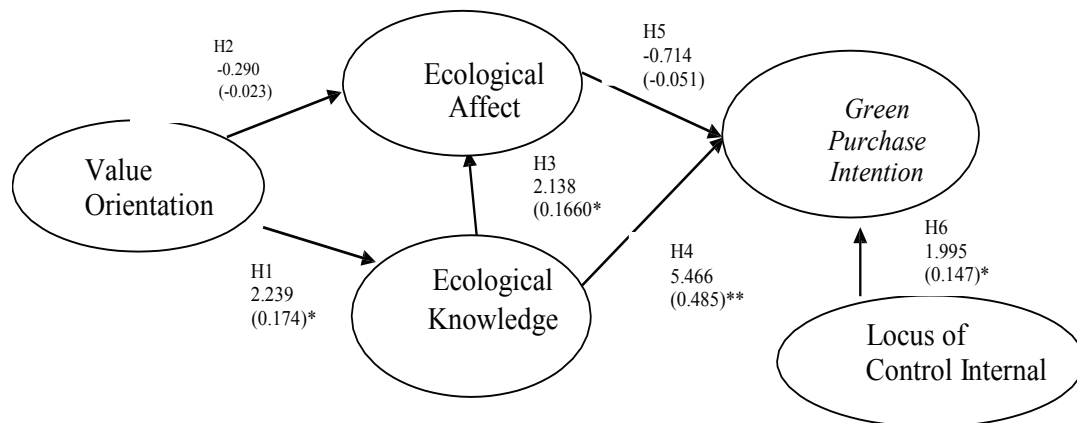 H2
-0.290
(-0.023)
Ecological
Affect
H5
-0.714
(-0.051)
Green
Purchase
Intention
Value
Orientation
H3
2.138
(0.1660*
H1
2.239
(0.174)*
Ecological
Knowledge
H4
5.466
(0.485)**
H6
1.995
(0.147)*
Locus of
Control Internal